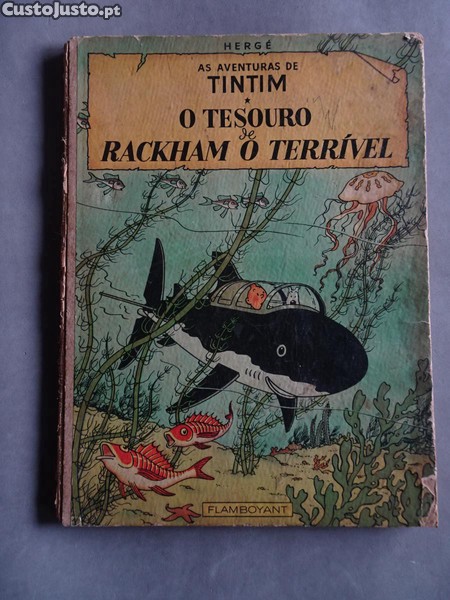 CustoJusto.pt
HERGÉ
AS AVENTURAS DE
TINTIM
O TESOURO
de
RACKHAM O TERRÍVEL
FLAMBOYANT